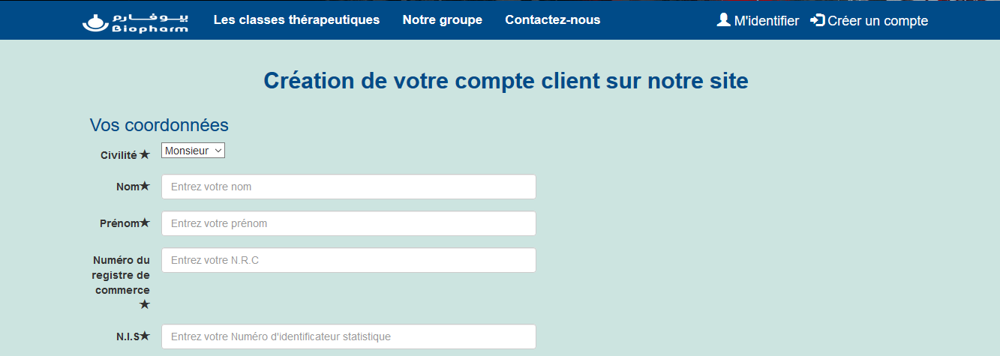 بيوفارم
Biopharm
Les classes thérapeutiques Notre groupe Contactez-nous M'identifier Créer un compte
Création de votre compte client sur notre site
Vos coordonnées
Civilité ★ Monsieur
Nom★ Entrez votre nom
Prénom★ Entrez votre prénom
Numéro du Entrez votre N.R.C
registre de
commerce
★
N.I.S★ Entrez votre Numéro d'identificateur statistique